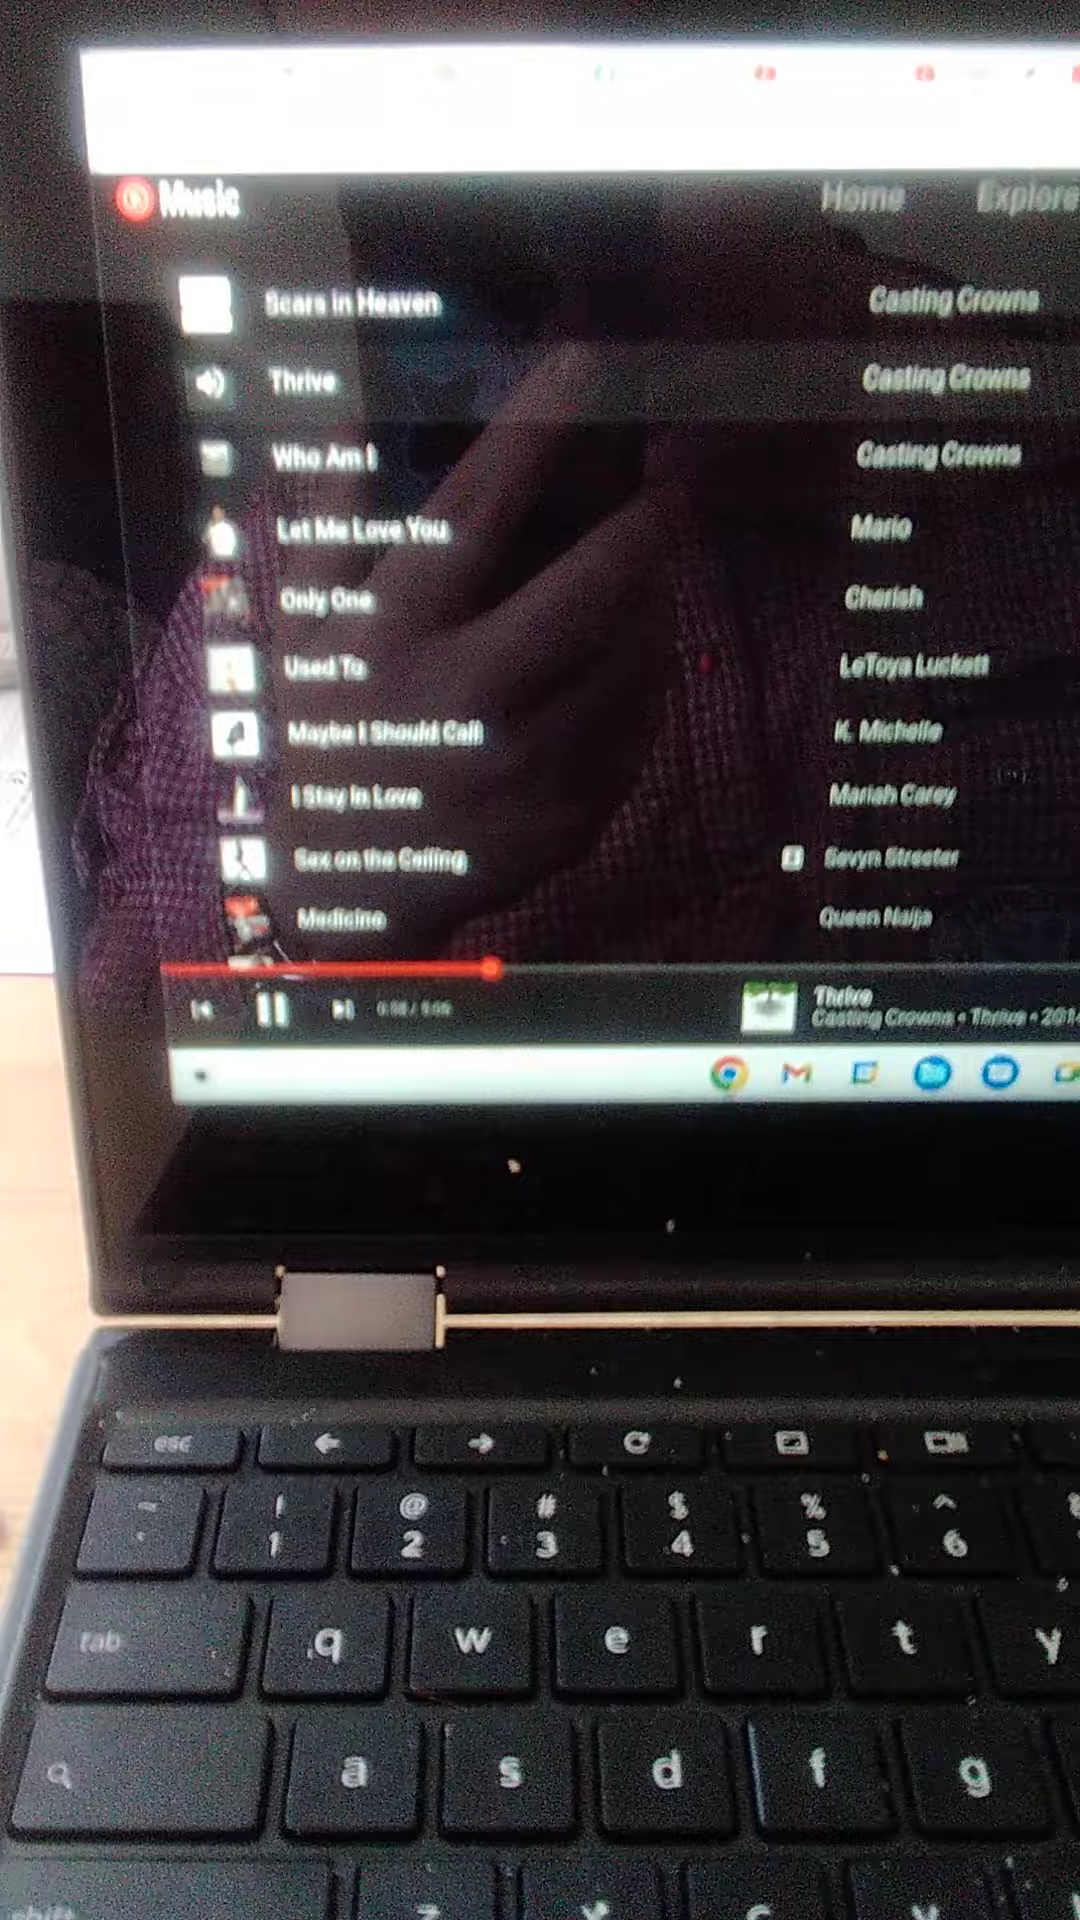 Music Home Explore
Scars in Heaven Casting Crowns
Thrive Casting Crowns
Who Am I Casting Crowns
Let Me Love You Mario
Only One Cherish
Used To LeToya Luckett
Maybe I Should Call K. Michelle
I Stay In Love Mariah Carey
Sex on the Ceiling E Sevyn Streeter
Medicine Queen Naija
Thrive
Casting Crowns • Thrive • 2014
esc
~ ! @ # $ % ^
` 1 2 3 4 5 6
tab q w e r t y
a s d f g
shift z x c v